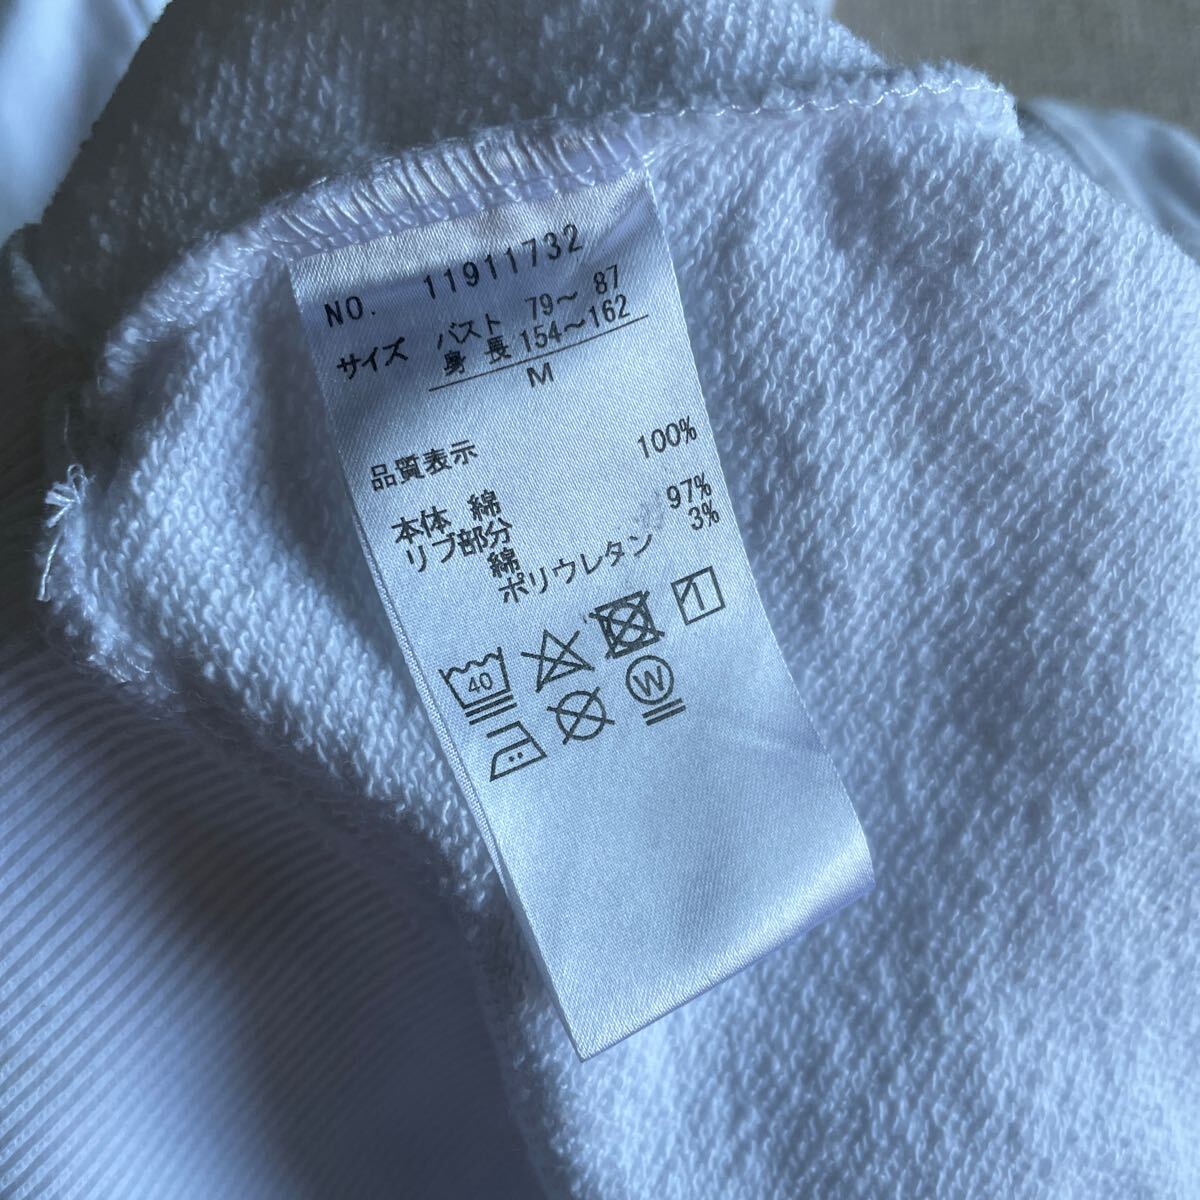 NO. 11911732
サイズ バスト 79～ 87
身 長 154～162
M
品質表示
本体 綿 100%
リブ部分
綿 97%
ポリウレタン 3%
40
W